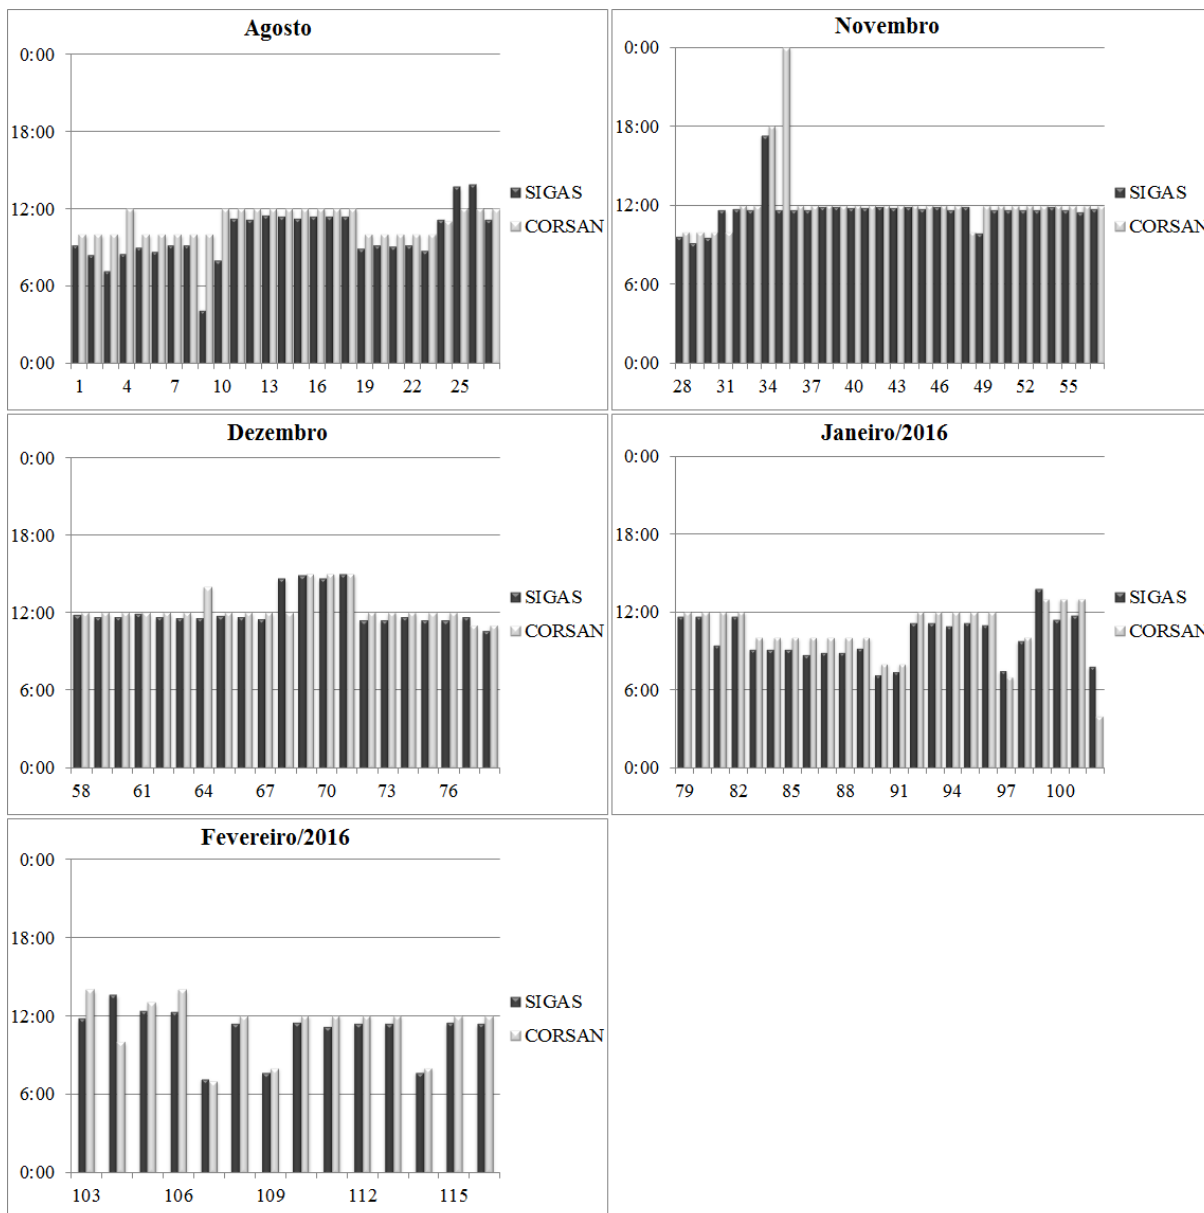 Agosto
0:00
18:00
12:00
6:00
0:00
1 4 7 10 13 16 19 22 25
SIGAS
CORSAN
Novembro
0:00
18:00
12:00
6:00
0:00
28 31 34 37 40 43 46 49 52 55
SIGAS
CORSAN
Dezembro
0:00
18:00
12:00
6:00
0:00
58 61 64 67 70 73 76
SIGAS
CORSAN
Janeiro/2016
0:00
18:00
12:00
6:00
0:00
79 82 85 88 91 94 97 100
SIGAS
CORSAN
Fevereiro/2016
0:00
18:00
12:00
6:00
0:00
103 106 109 112 115
SIGAS
CORSAN